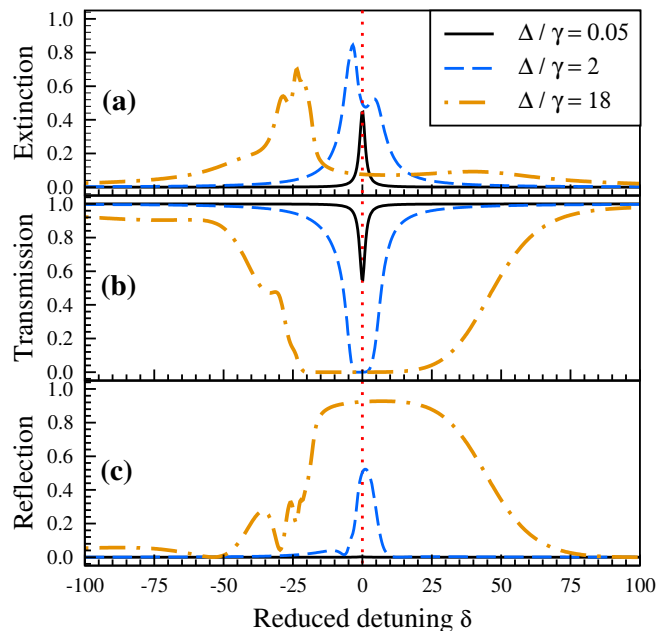 1.0
0.8
0.6
0.4
0.2
0.0
Extinction
(a)
Δ / γ = 0.05
Δ / γ = 2
Δ / γ = 18
1.0
0.8
0.6
0.4
0.2
0.0
Transmission
(b)
1.0
0.8
0.6
0.4
0.2
0.0
Reflection
(c)
-100 -75 -50 -25 0 25 50 75 100
Reduced detuning δ